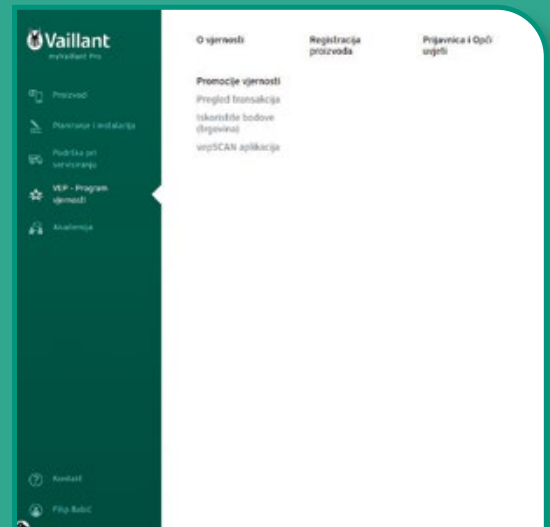 Vaillant
myVaillant Pro
Proizvodi
Planiranje i instalacija
Podrška pri
servisiranju
VEP - Program
vjernosti
Akademija
Kontakt
Filip Babić
O vjernosti
Promocije vjernosti
Pregled transakcija
Iskoristite bodove
(trgovina)
vepSCAN aplikacija
Registracija
proizvoda
Prijavnica i Opći
uvjeti